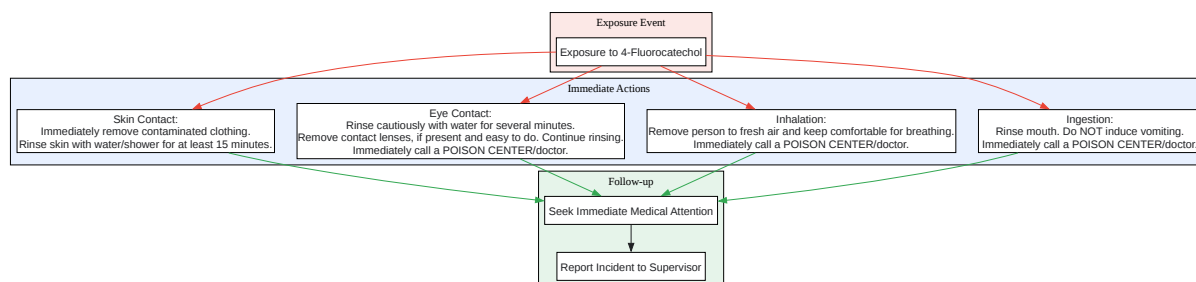 Exposure Event
Exposure to 4-Fluorocatechol
Immediate Actions
Skin Contact:
Immediately remove contaminated clothing.
Rinse skin with water/shower for at least 15 minutes.
Eye Contact:
Rinse cautiously with water for several minutes.
Remove contact lenses, if present and easy to do. Continue rinsing.
Immediately call a POISON CENTER/doctor.
Inhalation:
Remove person to fresh air and keep comfortable for breathing.
Immediately call a POISON CENTER/doctor.
Ingestion:
Rinse mouth. Do NOT induce vomiting.
Immediately call a POISON CENTER/doctor.
Follow-up
Seek Immediate Medical Attention
Report Incident to Supervisor